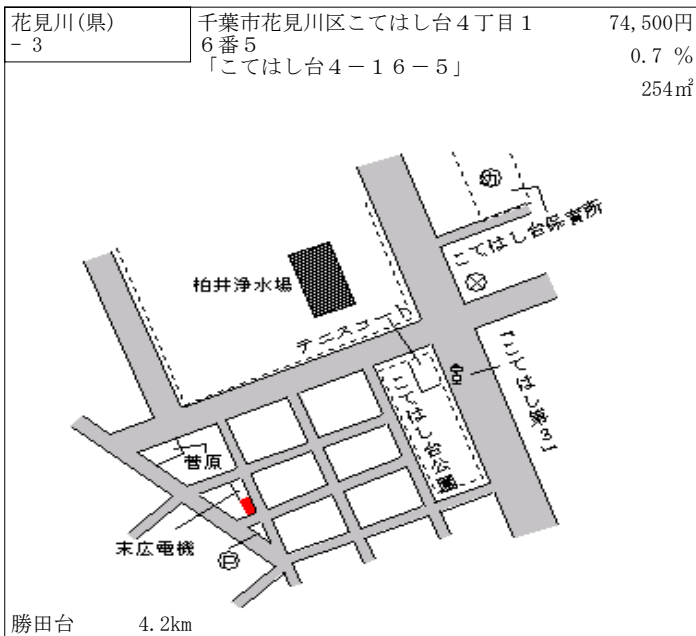 花見川(県)
- 3
千葉市花見川区こてはし台４丁目１
６番５
「こてはし台４－１６－５」
74,500円
0.7 %
254㎡
幼
こてはし台保育所
柏井浄水場
テニスコート
「こてはし第３」
こてはし台公園
菅原
末広電機
勝田台 4.2km